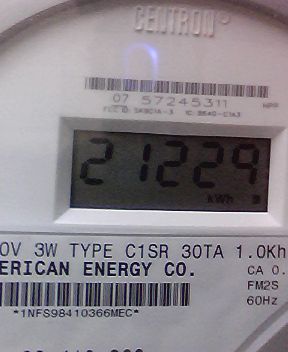 CENTRON®
07 57245311
21229
kWh
0V 3W TYPE C1SR 30TA 1.0Kh
ERICAN ENERGY CO. CA 0.
FM2S
*1NFS98410366MEC* 60Hz